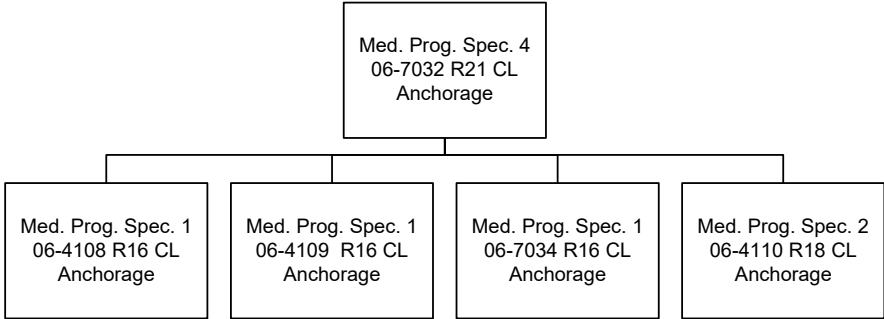 Med. Prog. Spec. 4
06-7032 R21 CL
Anchorage
Med. Prog. Spec. 1
06-4108 R16 CL
Anchorage
Med. Prog. Spec. 1
06-4109  R16 CL
Anchorage
Med. Prog. Spec. 1
06-7034 R16 CL
Anchorage
Med. Prog. Spec. 2
06-4110 R18 CL
Anchorage